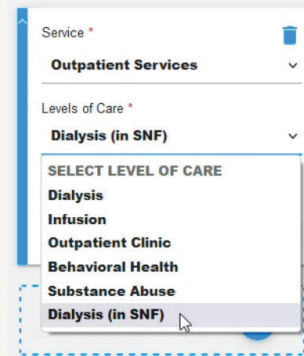 Service *
Outpatient Services
Levels of Care *
Dialysis (in SNF)
SELECT LEVEL OF CARE
Dialysis
Infusion
Outpatient Clinic
Behavioral Health
Substance Abuse
Dialysis (in SNF)